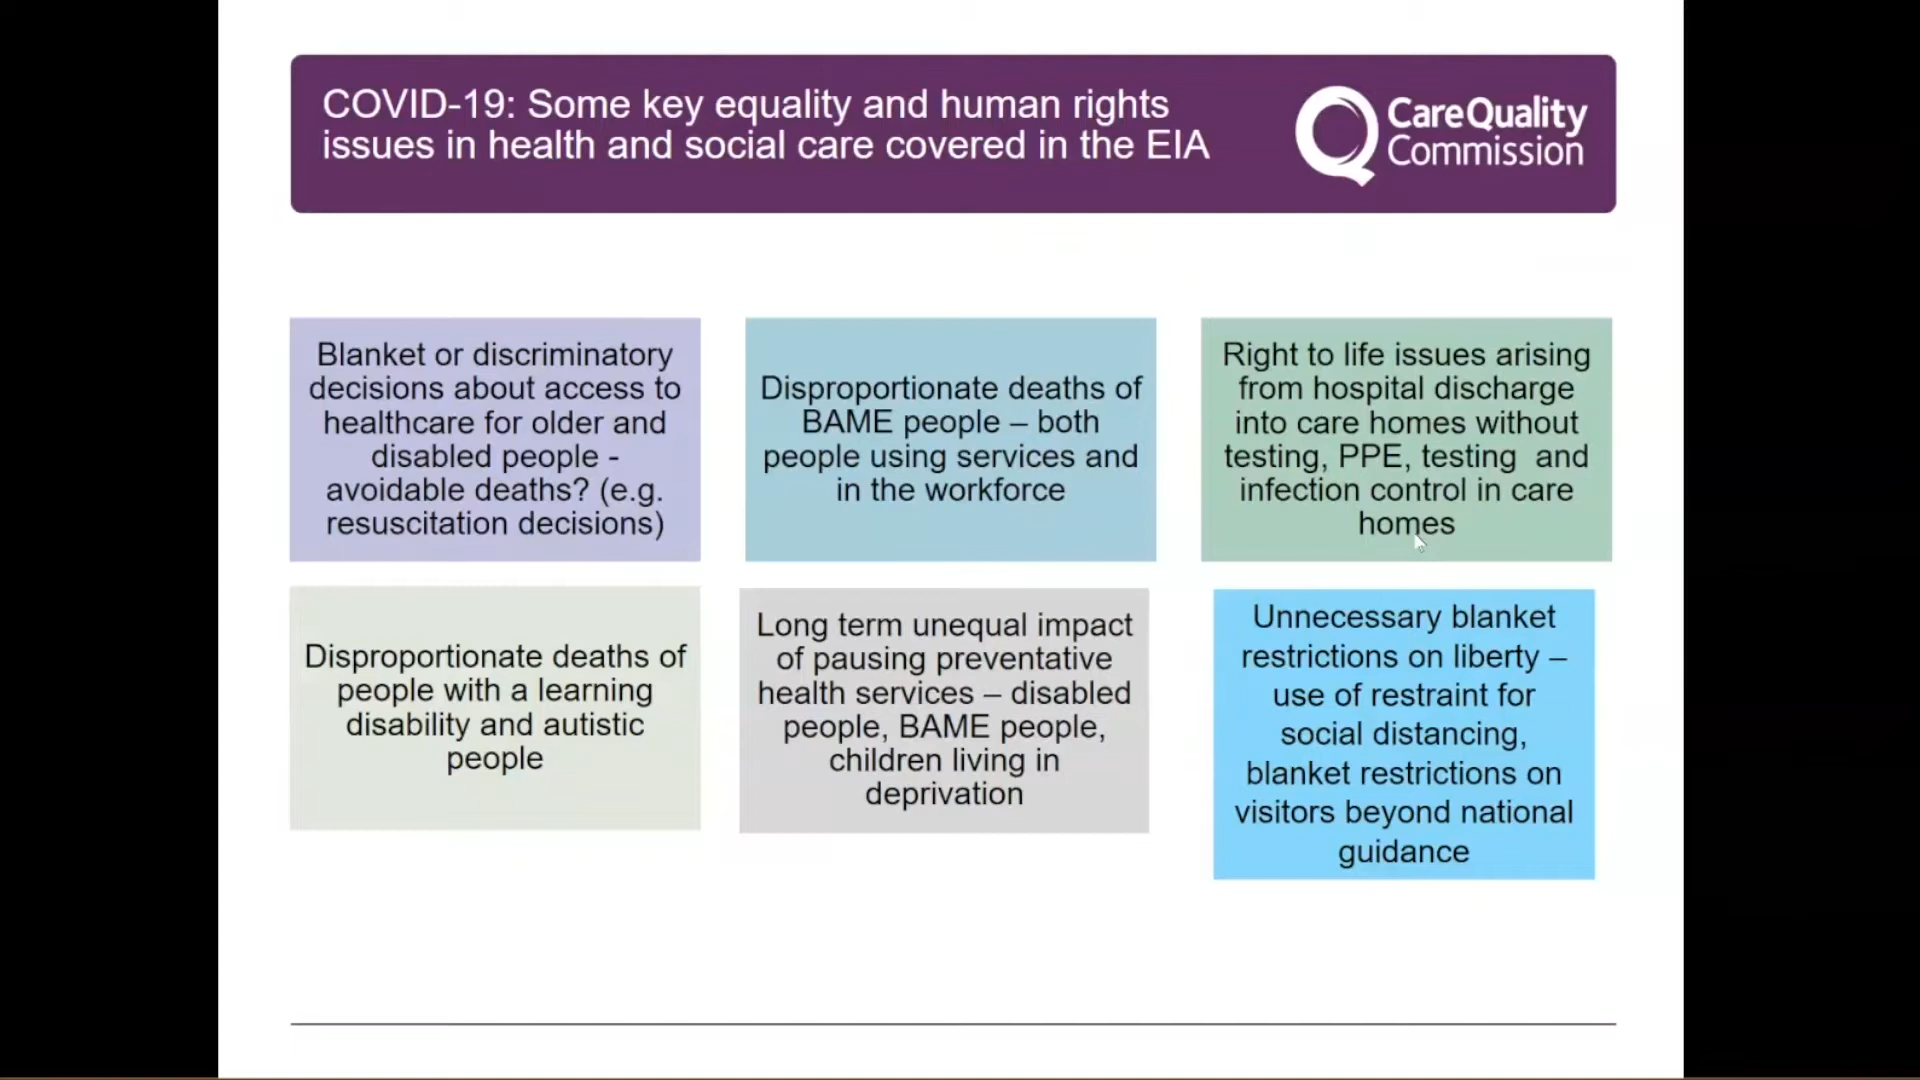 COVID-19: Some key equality and human rights
issues in health and social care covered in the EIA
CareQuality
Commission
Blanket or discriminatory
decisions about access to
healthcare for older and
disabled people -
avoidable deaths? (e.g.
resuscitation decisions)
Disproportionate deaths of
BAME people – both
people using services and
in the workforce
Right to life issues arising
from hospital discharge
into care homes without
testing, PPE, testing  and
infection control in care
homes
Disproportionate deaths of
people with a learning
disability and autistic
people
Long term unequal impact
of pausing preventative
health services – disabled
people, BAME people,
children living in
deprivation
Unnecessary blanket
restrictions on liberty –
use of restraint for
social distancing,
blanket restrictions on
visitors beyond national
guidance